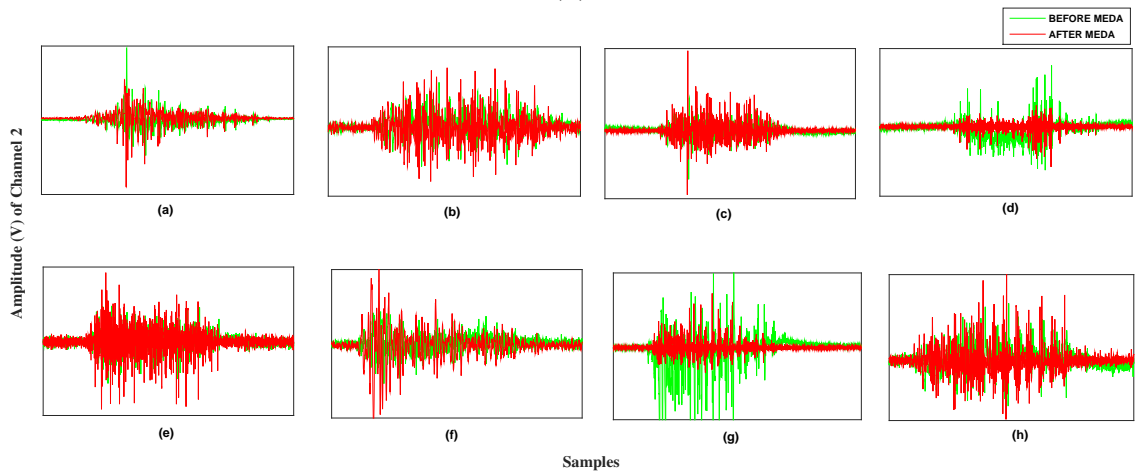 BEFORE MEDA
AFTER MEDA
Amplitude (V) of Channel 2
(a)
(b)
(c)
(d)
(e)
(f)
(g)
(h)
Samples